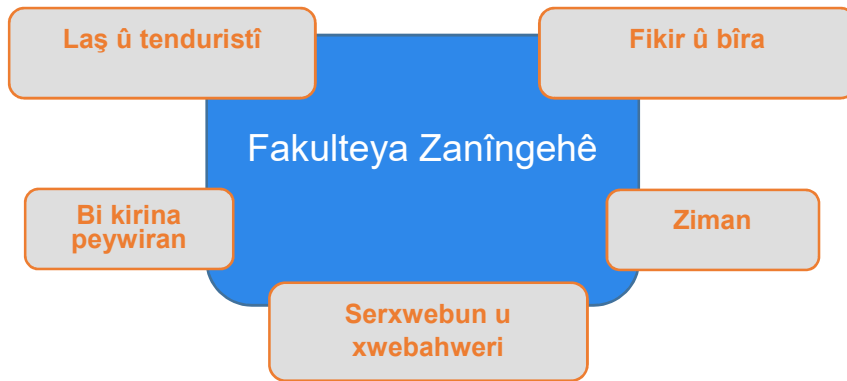 Laş û tenduristî
Fikir û bîra
Fakulteya Zanîngehê
Bi kirina
peywiran
Ziman
Serxwebun u
xwebahweri